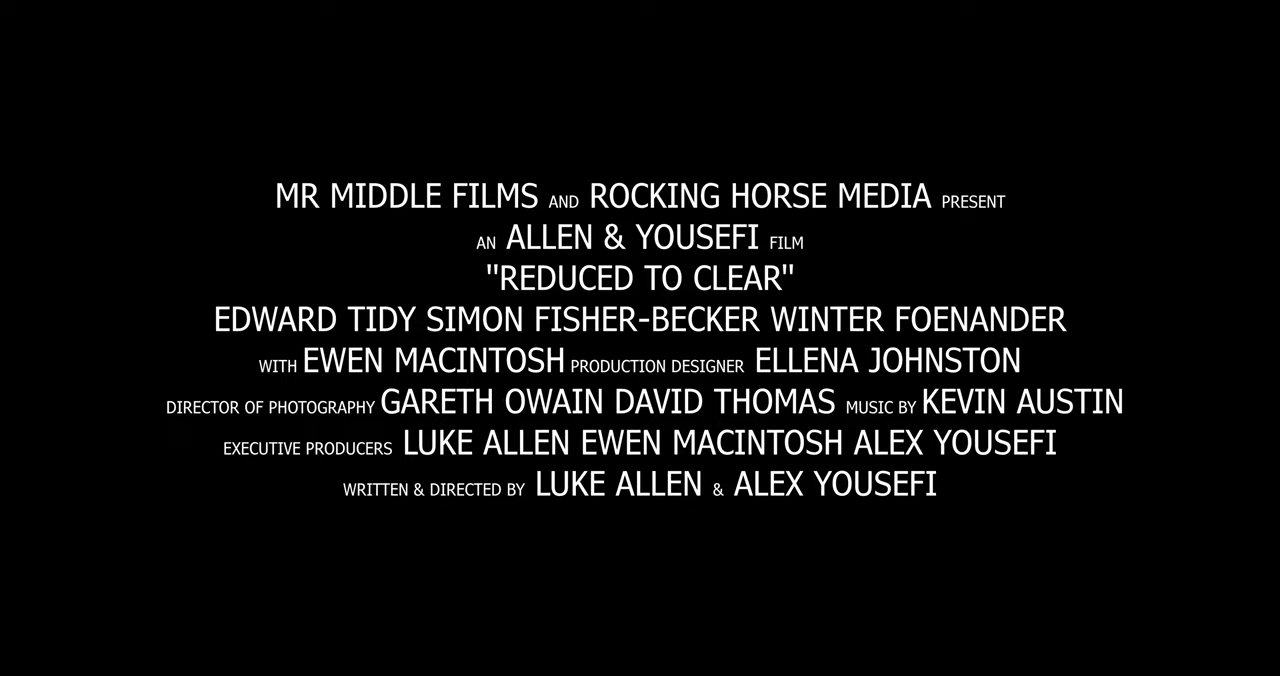 MR MIDDLE FILMS AND ROCKING HORSE MEDIA PRESENT
AN ALLEN & YOUSEFI FILM
"REDUCED TO CLEAR"
EDWARD TIDY SIMON FISHER-BECKER WINTER FOENANDER
WITH EWEN MACINTOSH PRODUCTION DESIGNER ELLENA JOHNSTON
DIRECTOR OF PHOTOGRAPHY GARETH OWAIN DAVID THOMAS MUSIC BY KEVIN AUSTIN
EXECUTIVE PRODUCERS LUKE ALLEN EWEN MACINTOSH ALEX YOUSEFI
WRITTEN & DIRECTED BY LUKE ALLEN & ALEX YOUSEFI